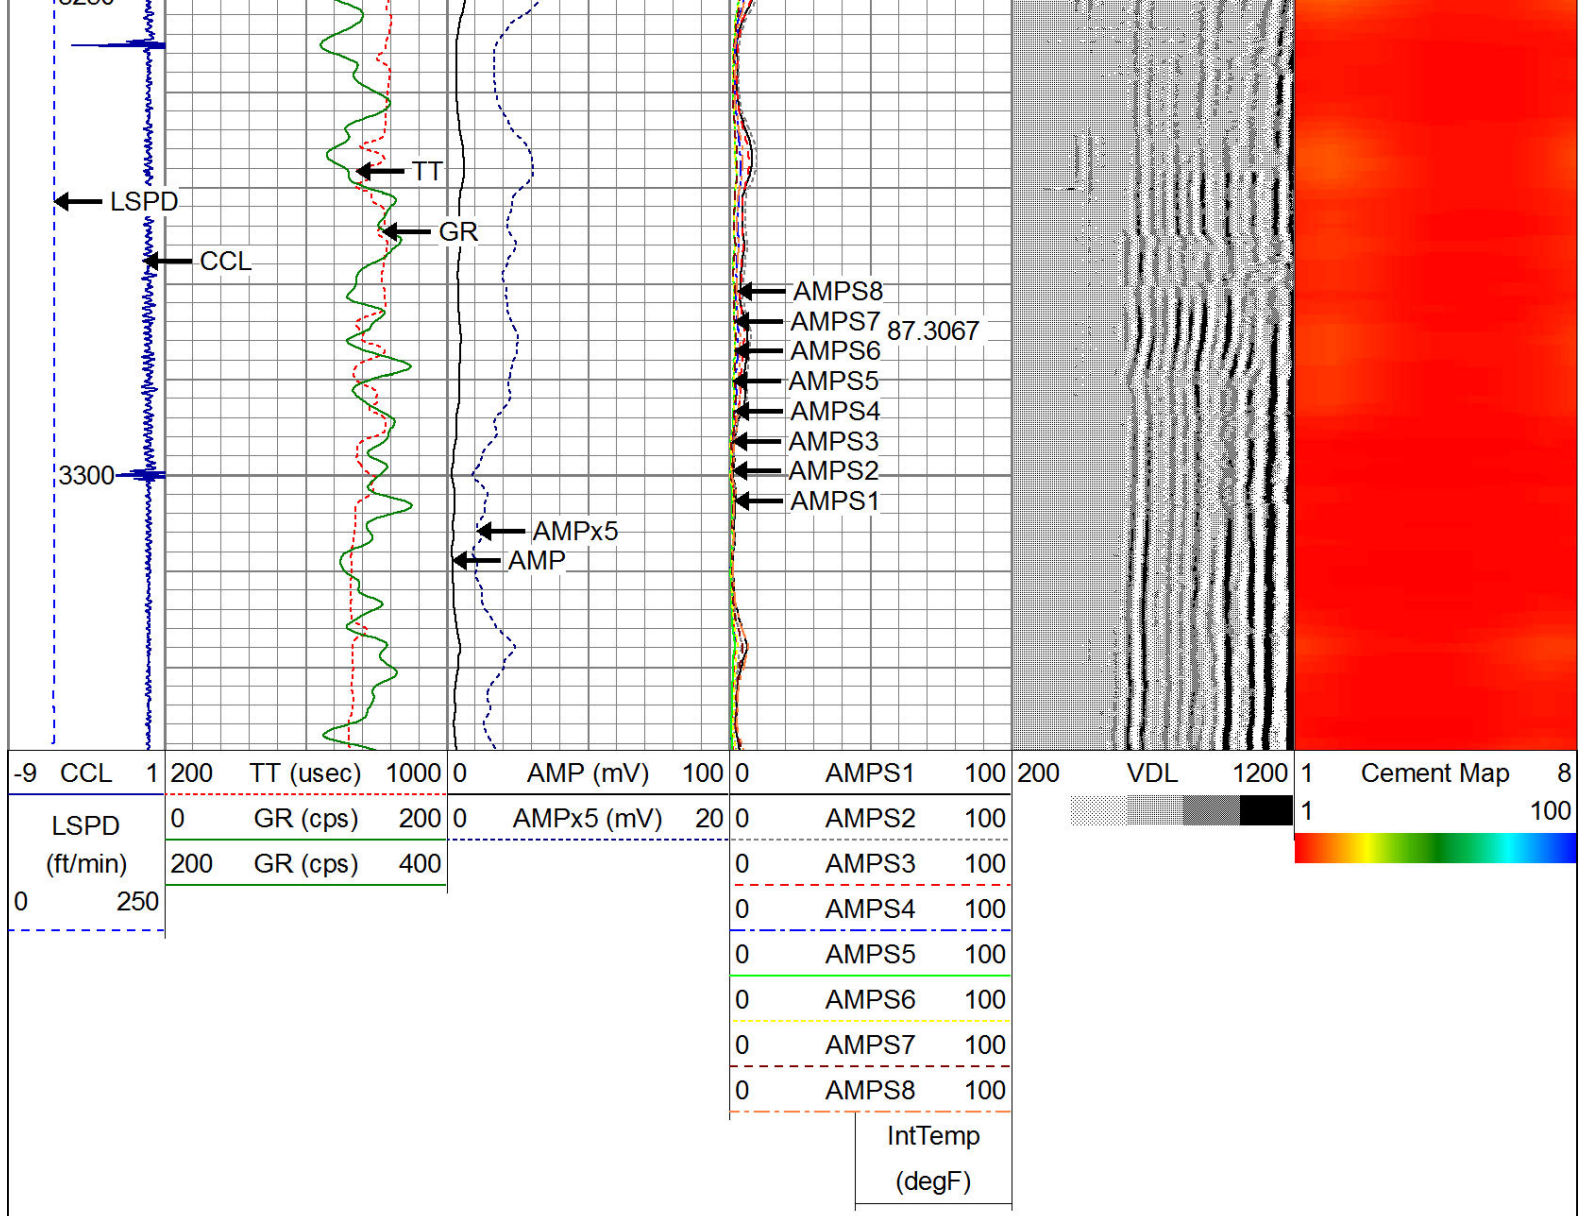 TT
LSPD
GR
CCL
AMPS8
AMPS7
87.3067
AMPS6
AMPS5
AMPS4
AMPS3
3300
AMPS2
AMPS1
AMPx5
AMP
-9 CCL 1
200 TT (usec) 1000
0 AMP (mV) 100
0 AMPS1 100
200 VDL 1200
1 Cement Map 8
LSPD
(ft/min)
0 250
0 GR (cps) 200
0 AMPx5 (mV) 20
0 AMPS2 100
1 100
200 GR (cps) 400
0 AMPS3 100
0 AMPS4 100
0 AMPS5 100
0 AMPS6 100
0 AMPS7 100
0 AMPS8 100
IntTemp
(degF)